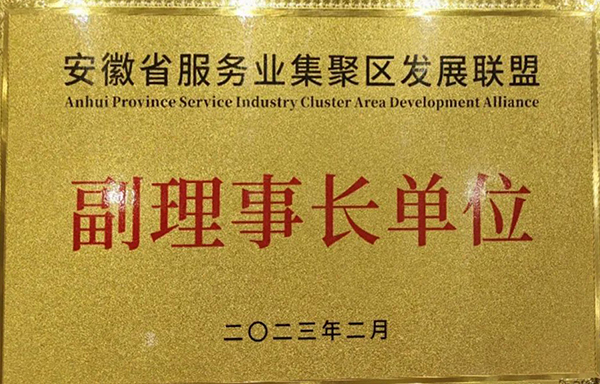 安徽省服务业集聚区发展联盟
Anhui Province Service Industry Cluster Area Development Alliance
副理事长单位
二〇二三年二月